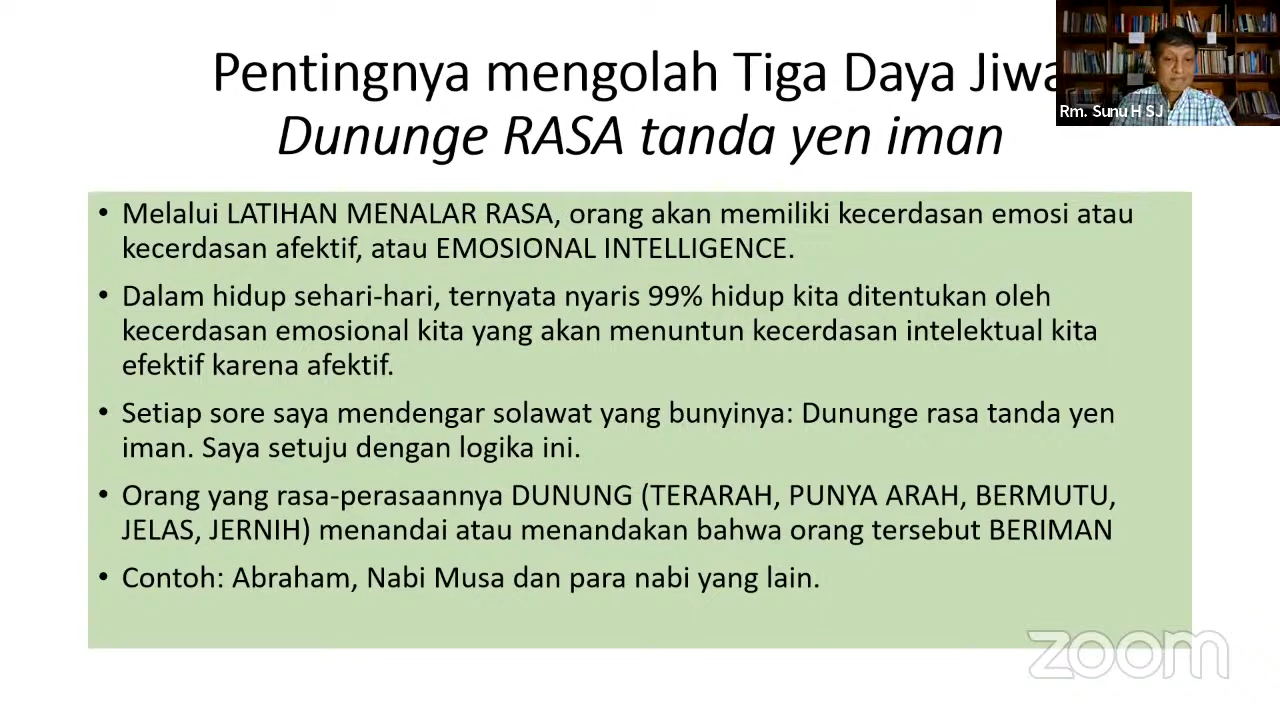 Pentingnya mengolah Tiga Daya Jiwa
Dununge RASA tanda yen iman
Rm. Sunu H SJ
• Melalui LATIHAN MENALAR RASA, orang akan memiliki kecerdasan emosi atau
kecerdasan afektif, atau EMOSIONAL INTELLIGENCE.
• Dalam hidup sehari-hari, ternyata nyaris 99% hidup kita ditentukan oleh
kecerdasan emosional kita yang akan menuntun kecerdasan intelektual kita
efektif karena afektif.
• Setiap sore saya mendengar solawat yang bunyinya: Dununge rasa tanda yen
iman. Saya setuju dengan logika ini.
• Orang yang rasa-perasaannya DUNUNG (TERARAH, PUNYA ARAH, BERMUTU,
JELAS, JERNIH) menandai atau menandakan bahwa orang tersebut BERIMAN
• Contoh: Abraham, Nabi Musa dan para nabi yang lain.
zoom